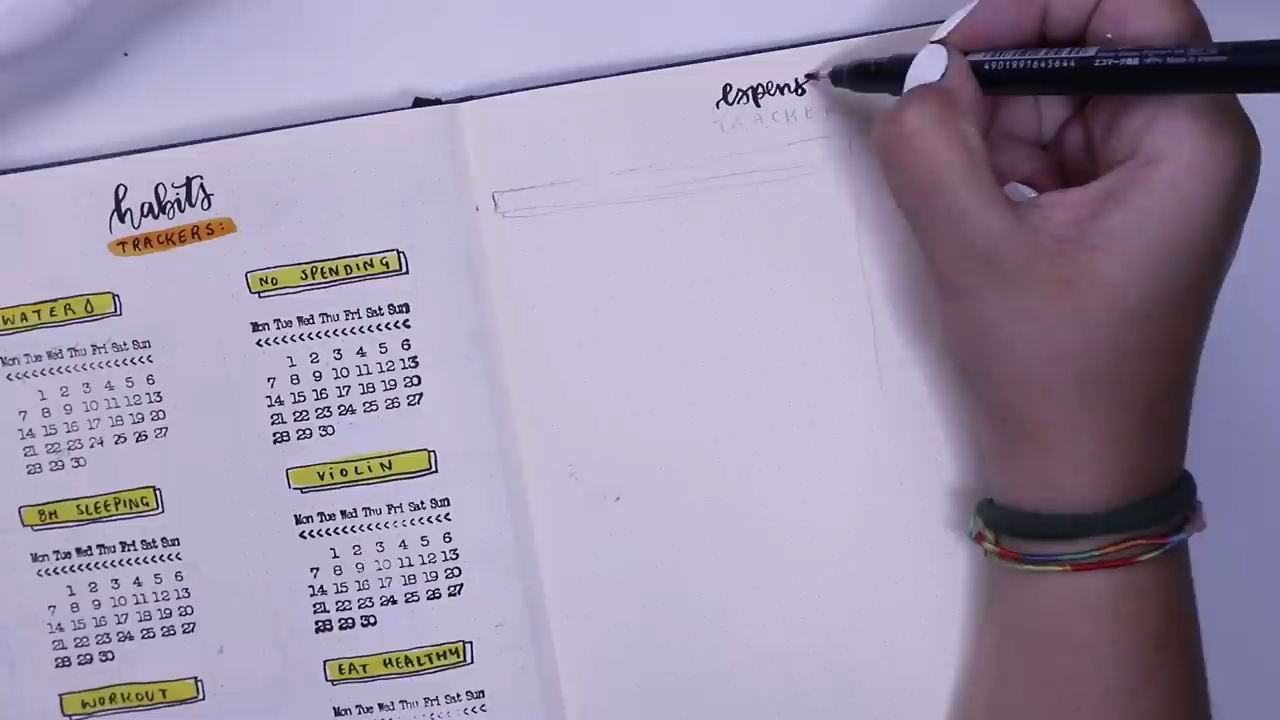 habits
TRACKERS:
WATER
Mon Tue Wed Thu Fri Sat Sun
<<<<<<<<<<<<<<<<
1 2 3 4 5 6
7 8 9 10 11 12 13
14 15 16 17 18 19 20
21 22 23 24 25 26 27
28 29 30
8H SLEEPING
Mon Tue Wed Thu Fri Sat Sun
<<<<<<<<<<<<<<<<
1 2 3 4 5 6
7 8 9 10 11 12 13
14 15 16 17 18 19 20
21 22 23 24 25 26 27
28 29 30
WORKOUT
NO SPENDING
Mon Tue Wed Thu Fri Sat Sun
<<<<<<<<<<<<<<<<
1 2 3 4 5 6
7 8 9 10 11 12 13
14 15 16 17 18 19 20
21 22 23 24 25 26 27
28 29 30
VIOLIN
Mon Tue Wed Thu Fri Sat Sun
<<<<<<<<<<<<<<<<
1 2 3 4 5 6
7 8 9 10 11 12 13
14 15 16 17 18 19 20
21 22 23 24 25 26 27
28 29 30
EAT HEALTHY
Mon Tue Wed Thu Fri Sat Sun
espens
TRACKE
4901891645644